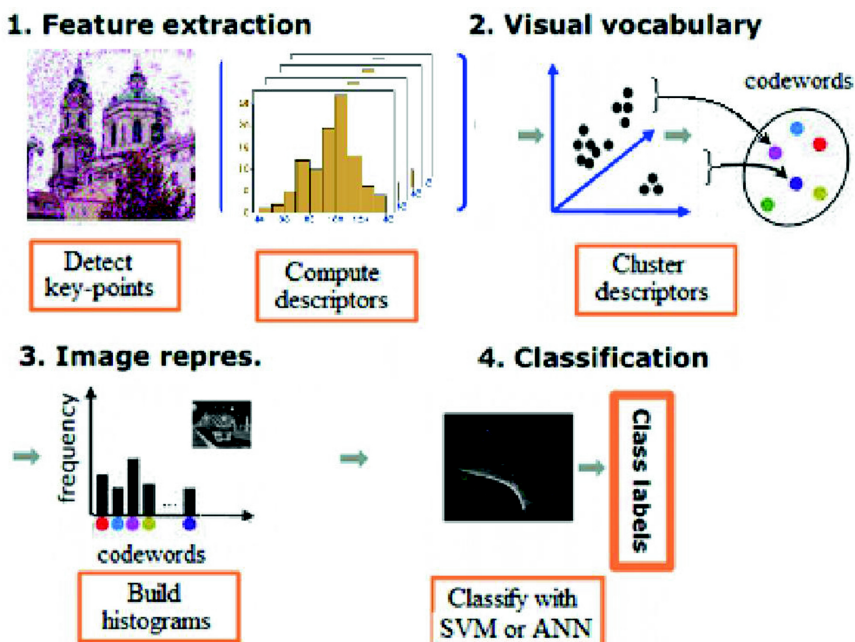 1. Feature extraction
2. Visual vocabulary
codewords
Detect
key-points
Compute
descriptors
Cluster
descriptors
3. Image repres.
4. Classification
frequency
...
codewords
Class labels
Build
histograms
Classify with
SVM or ANN